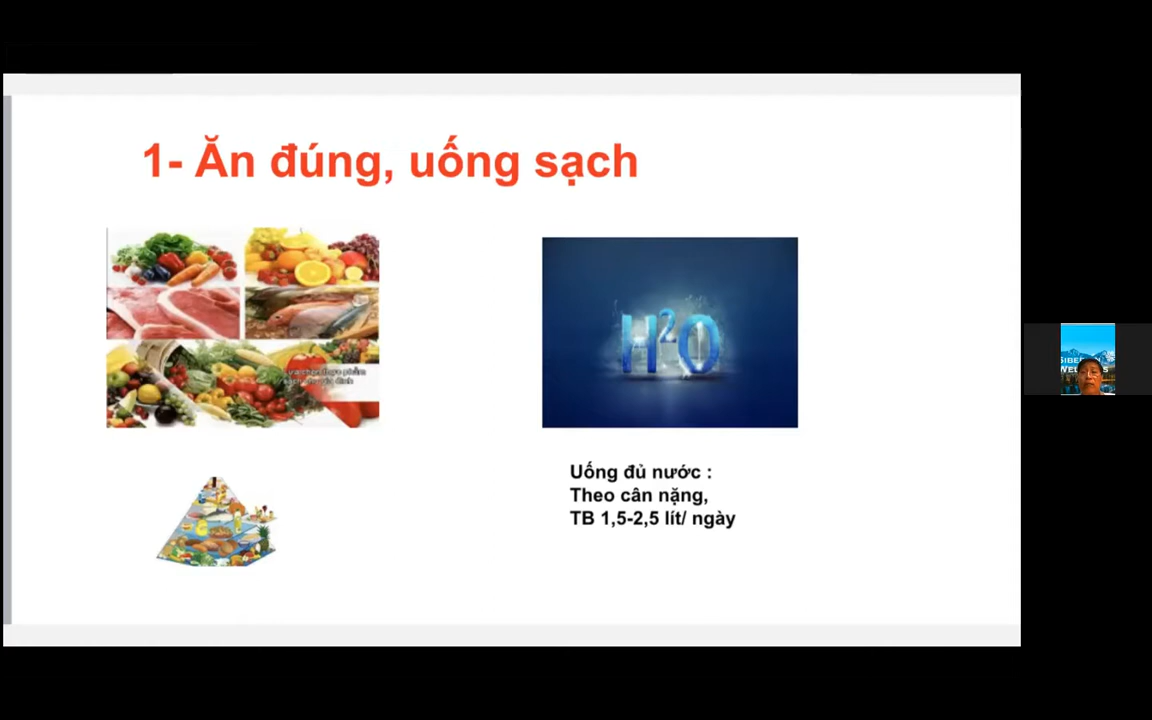 1- Ăn đúng, uống sạch
H2O
Uống đủ nước :
Theo cân nặng,
TB 1,5-2,5 lít/ ngày